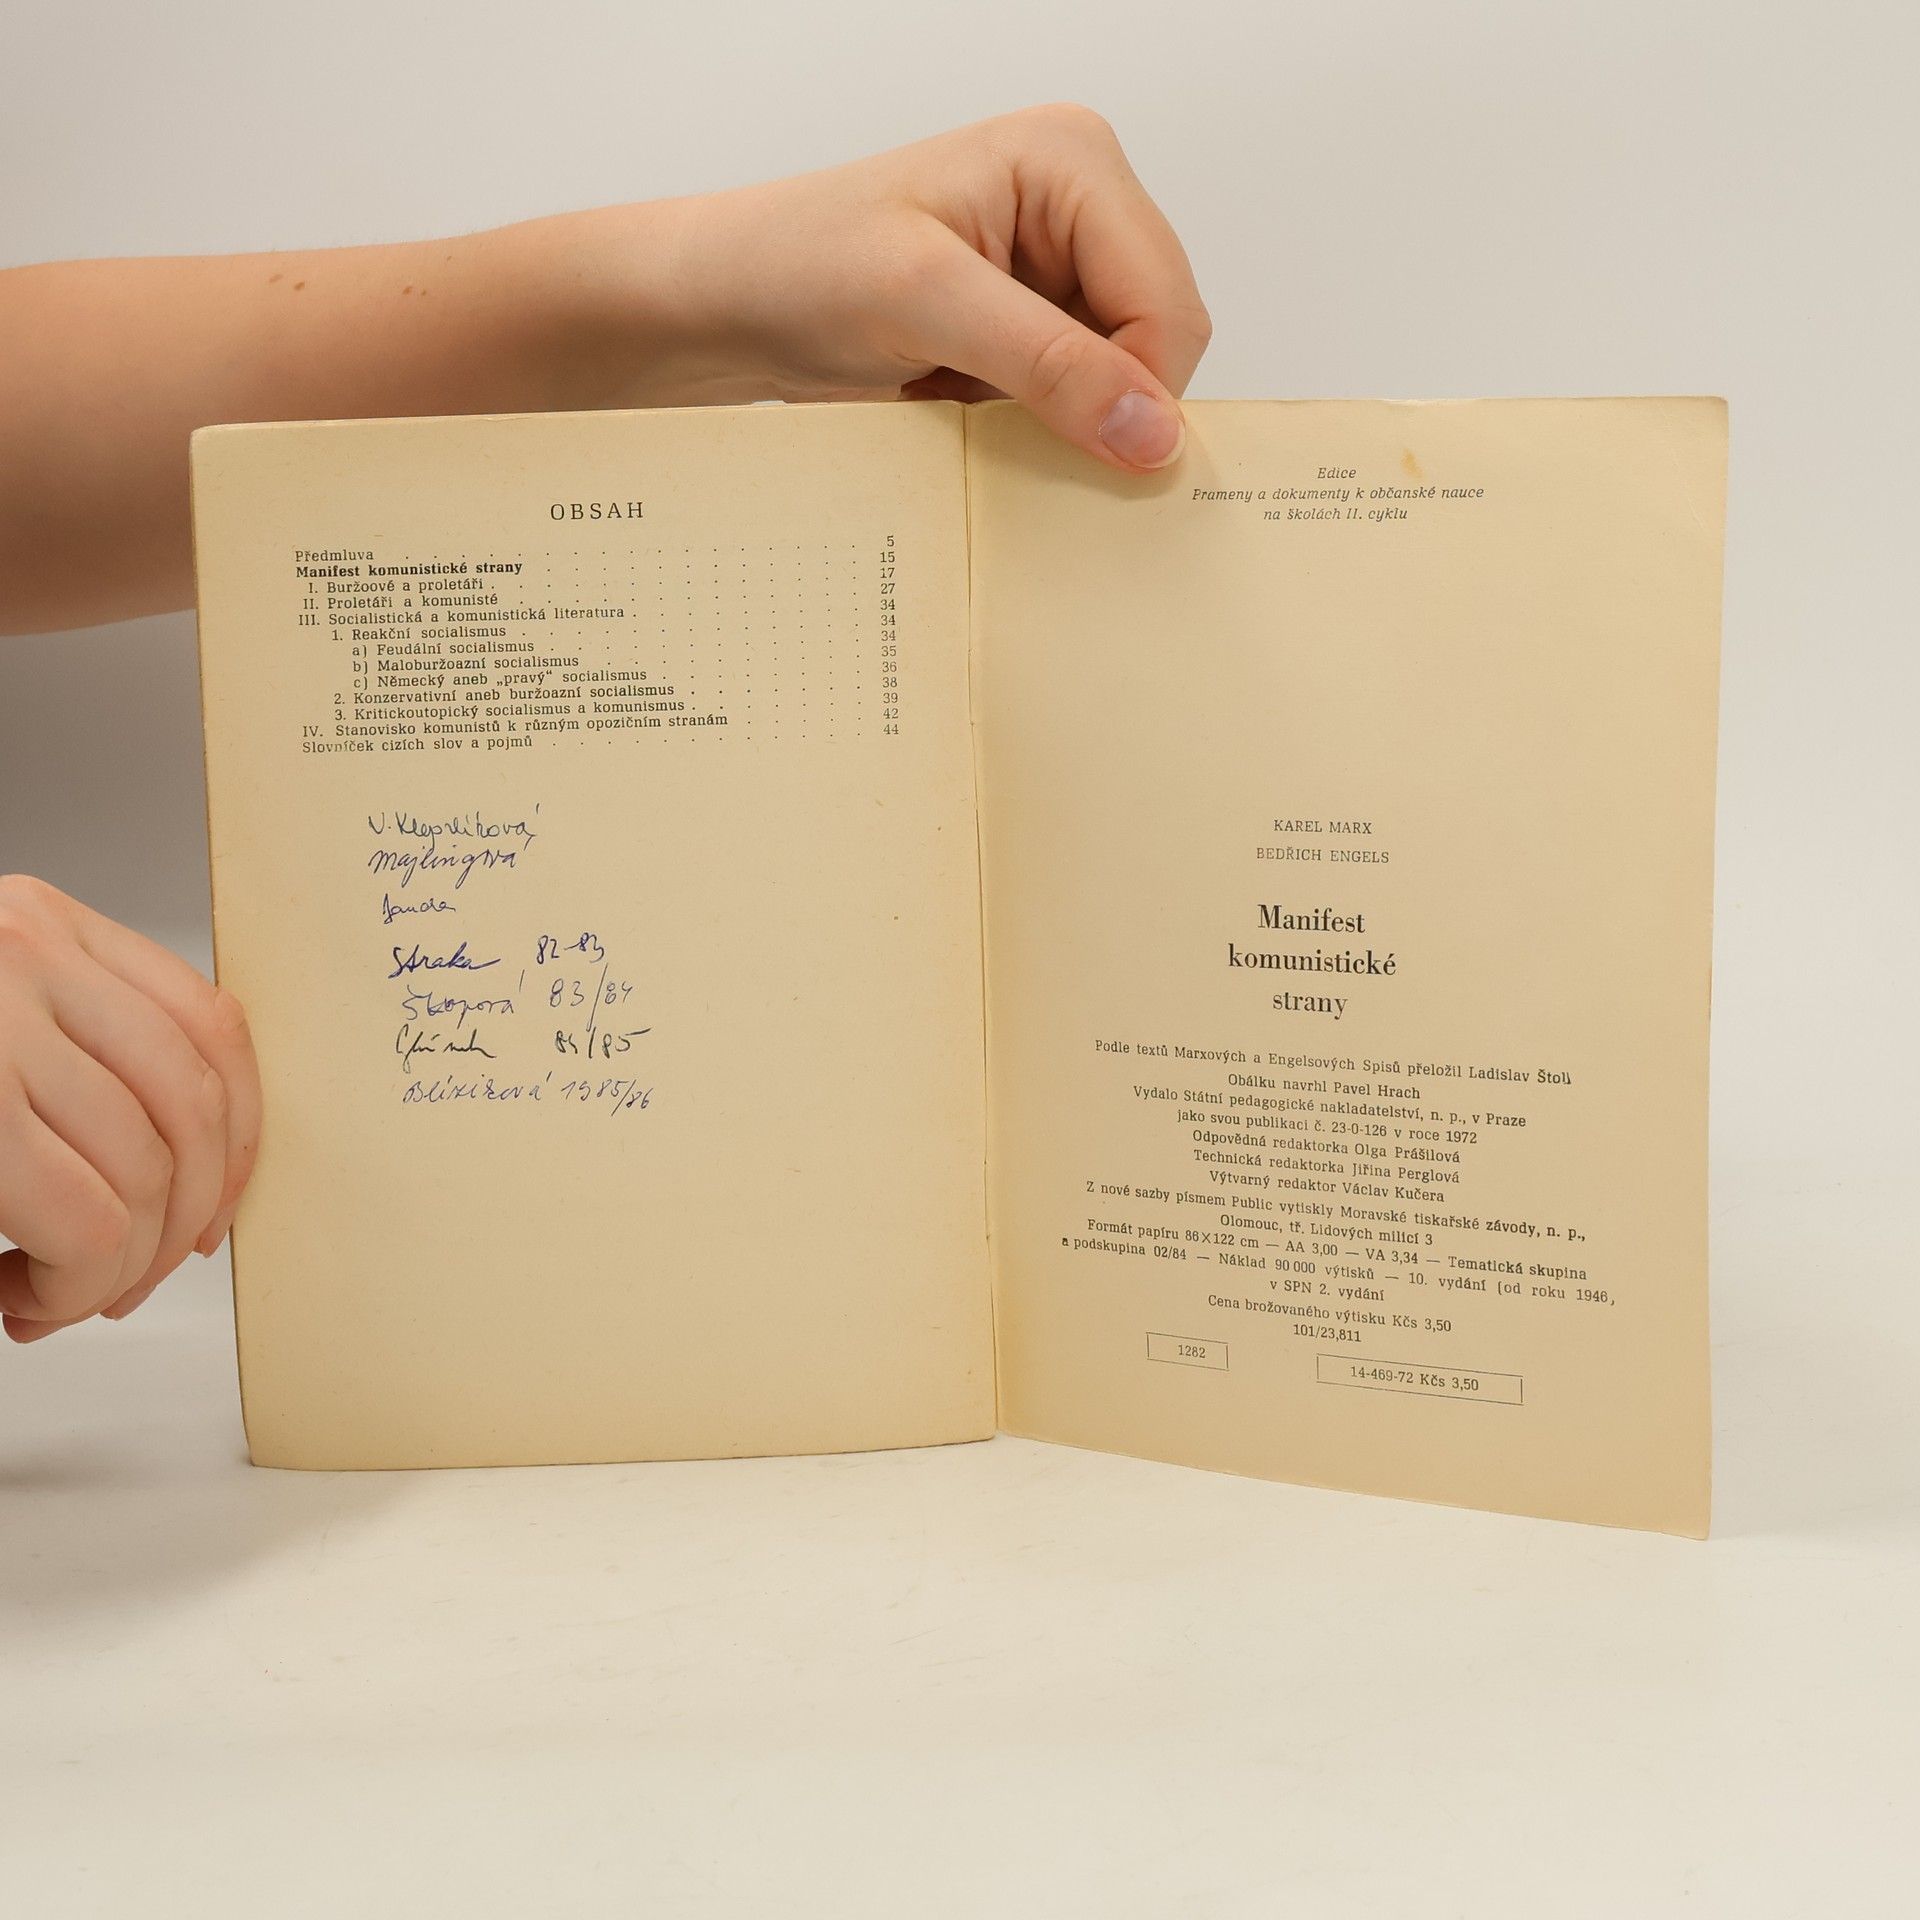 OBSAH
Předmluva . . . . . . . . . . . . . . . . 5
Manifest komunistické strany . . . . . . . . . . . . 15
I. Buržoové a proletáři . . . . . . . . . . . . . . 17
II. Proletáři a komunisté . . . . . . . . . . . . . 27
III. Socialistická a komunistická literatura . . . . . . . . . 34
1. Reakční socialismus . . . . . . . . . . . . . 34
a) Feudální socialismus . . . . . . . . . . . . 34
b) Maloburžoazní socialismus . . . . . . . . . . 35
c) Německý aneb „pravý“ socialismus . . . . . . . . 36
2. Konzervativní aneb buržoazní socialismus . . . . . . . 38
3. Kritickoutopický socialismus a komunismus . . . . . . . 39
IV. Stanovisko komunistů k různým opozičním stranám . . . . . 42
Slovníček cizích slov a pojmů . . . . . . . . . . . . 44
V.
Majlingová
Janda
Straka 82-83
Škopová 83/84
84/85
1985/86
Edice
Prameny a dokumenty k občanské nauce
na školách II. cyklu
KAREL MARX
BEDŘICH ENGELS
Manifest
komunistické
strany
Podle textů Marxových a Engelsových Spisů přeložil Ladislav Štoll
Obálku navrhl Pavel Hrach
Vydalo Státní pedagogické nakladatelství, n. p., v Praze
jako svou publikaci č. 23-0-126 v roce 1972
Odpovědná redaktorka Olga Prášilová
Technická redaktorka Jiřina Perglová
Výtvarný redaktor Václav Kučera
Z nové sazby písmem Public vytiskly Moravské tiskařské závody, n. p.,
Olomouc, tř. Lidových milicí 3
Formát papíru 86×122 cm — AA 3,00 — VA 3,34 — Tematická skupina
a podskupina 02/84 — Náklad 90 000 výtisků — 10. vydání (od roku 1946,
v SPN 2. vydání
Cena brožovaného výtisku Kčs 3,50
101/23,811
1282
14-469-72 Kčs 3,50